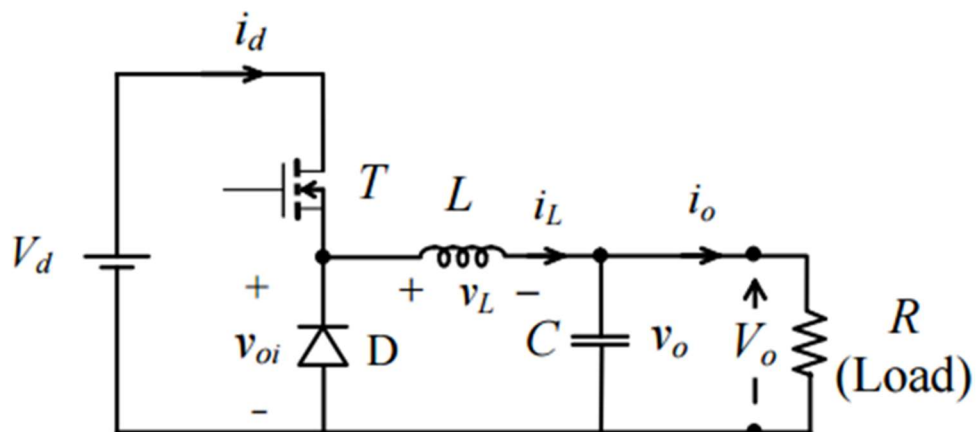 i_d
T
L
i_L
i_o
V_d
+
+ v_L −
v_oi
D
C
v_o
V_o
R
(Load)
-